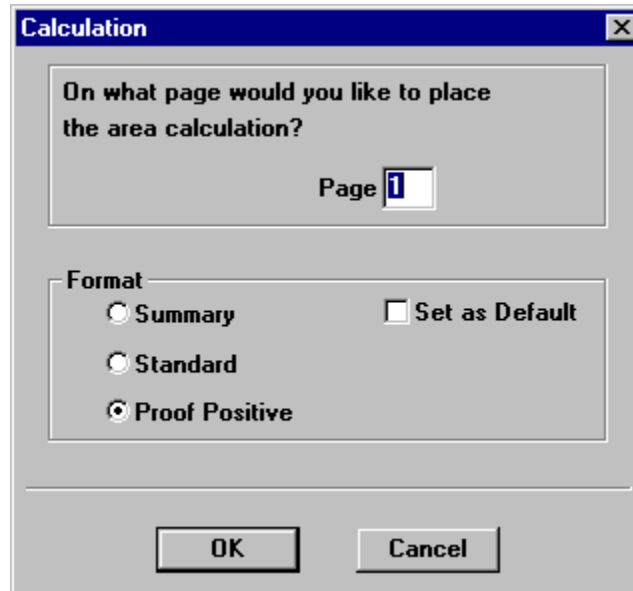 Calculation
On what page would you like to place
the area calculation?
Page 1
Format
Summary
Set as Default
Standard
Proof Positive
OK
Cancel